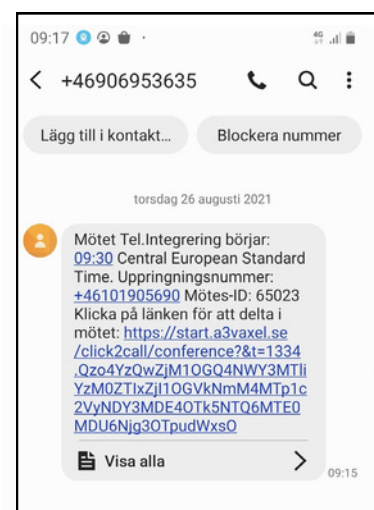 09:17 4G
+46906953635
Lägg till i kontakt... Blockera nummer
torsdag 26 augusti 2021
Mötet Tel.Integrering börjar:
09:30 Central European Standard
Time. Uppringningsnummer:
+46101905690 Mötes-ID: 65023
Klicka på länken för att delta i
mötet: https://start.a3vaxel.se
/click2call/conference?&t=1334
.Qzo4YzQwZjM1OGQ4NWY3MTli
YzM0ZTIxZjI1OGVkNmM4MTp1c
2VyNDY3MDE4OTk5NTQ6MTE0
MDU6Njg3OTpudWxsO
Visa alla
09:15